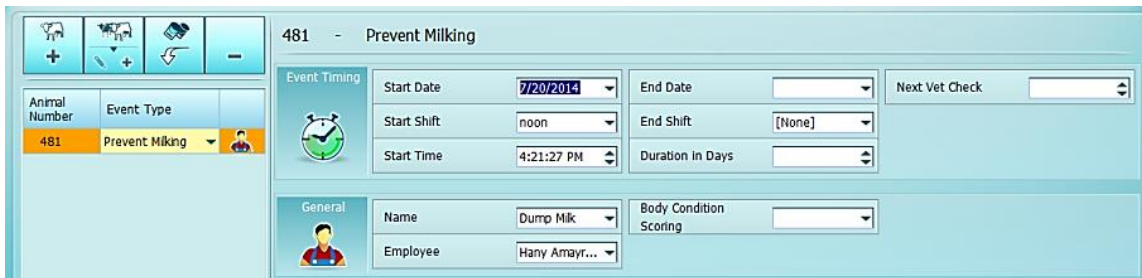 481 - Prevent Milking
Animal Number
Event Type
481
Prevent Milking
Event Timing
Start Date
7/20/2014
End Date
Next Vet Check
Start Shift
noon
End Shift
[None]
Start Time
4:21:27 PM
Duration In Days
General
Name
Dump Milk
Body Condition
Scoring
Employee
Hany Amayr...